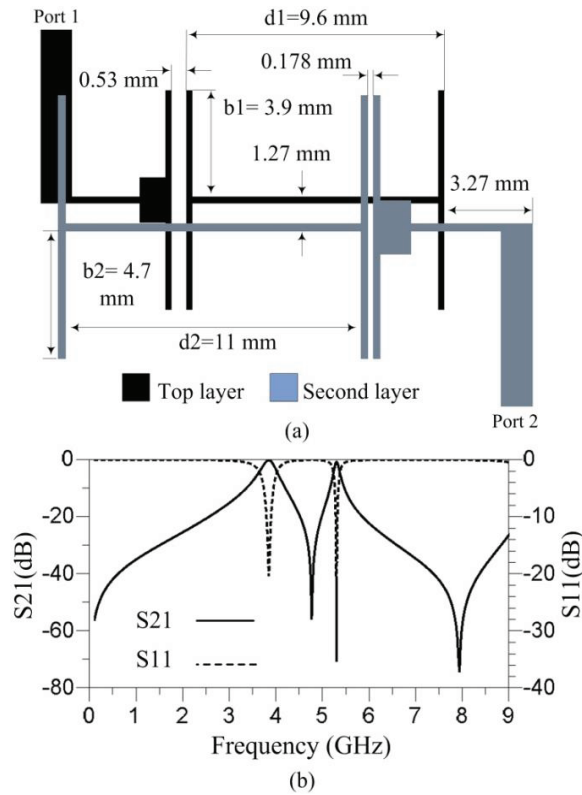 Port 1
d1=9.6 mm
0.53 mm
0.178 mm
b1= 3.9 mm
1.27 mm
3.27 mm
b2= 4.7
mm
d2=11 mm
Top layer
Second layer
Port 2
(a)
S21(dB)
0
-20
-40
-60
-80
S21
S11
0
-10
-20
-30
-40
S11(dB)
0 1 2 3 4 5 6 7 8 9
Frequency (GHz)
(b)